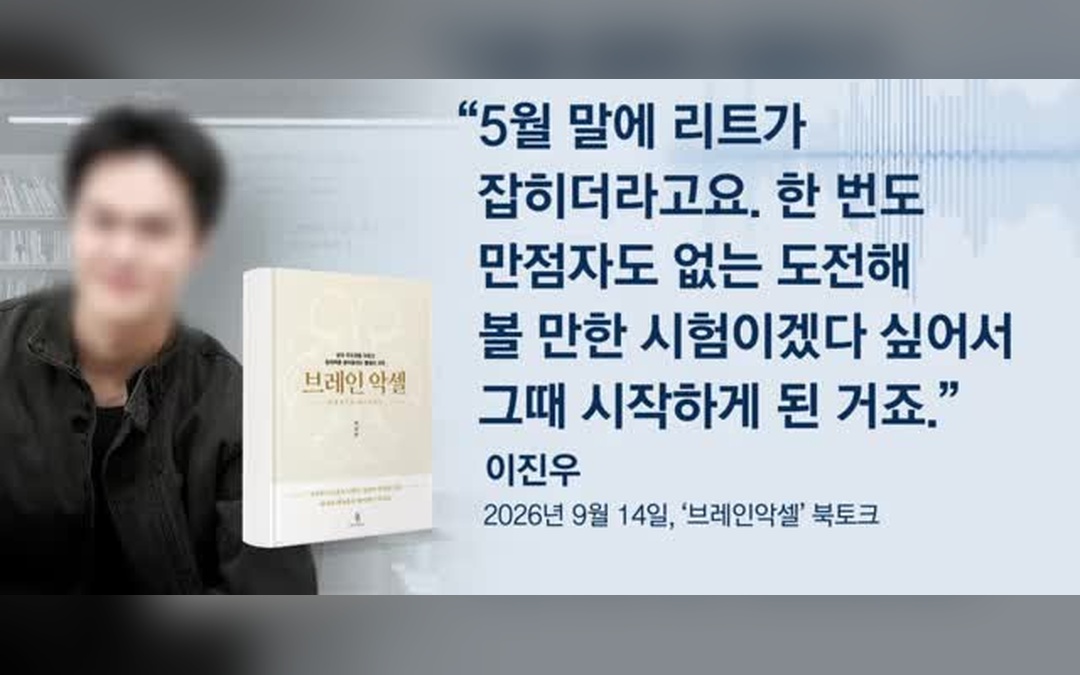 “5월 말에 리트가
잡히더라고요. 한 번도
만점자도 없는 도전해
볼 만한 시험이겠다 싶어서
그때 시작하게 된 거죠.”
이진우
2026년 9월 14일, ‘브레인악셀’ 북토크
브레인 악셀